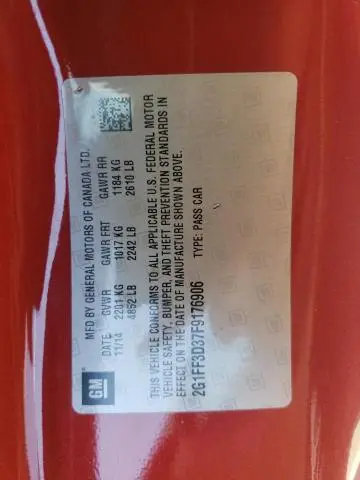 MFD BY GENERAL MOTORS OF CANADA LTD.
DATE GVWR GAWR FRT GAWR RR
11/14 2201 KG 1017 KG 1184 KG
4852 LB 2242 LB 2610 LB
GM
THIS VEHICLE CONFORMS TO ALL APPLICABLE U.S. FEDERAL MOTOR
VEHICLE SAFETY, BUMPER, AND THEFT PREVENTION STANDARDS IN
EFFECT ON THE DATE OF MANUFACTURE SHOWN ABOVE.
2G1FF3D37F9176906 TYPE: PASS CAR